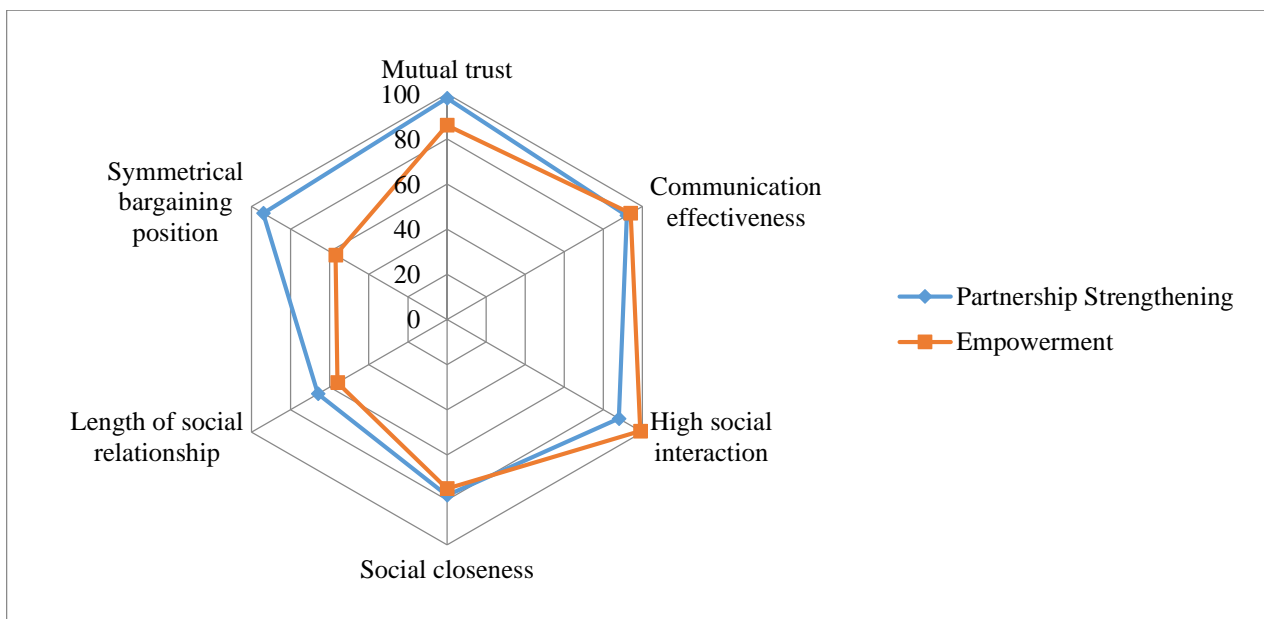 Mutual trust
100
80
60
40
20
0
Communication
effectiveness
High social
interaction
Social closeness
Length of social
relationship
Symmetrical
bargaining
position
Partnership Strengthening
Empowerment